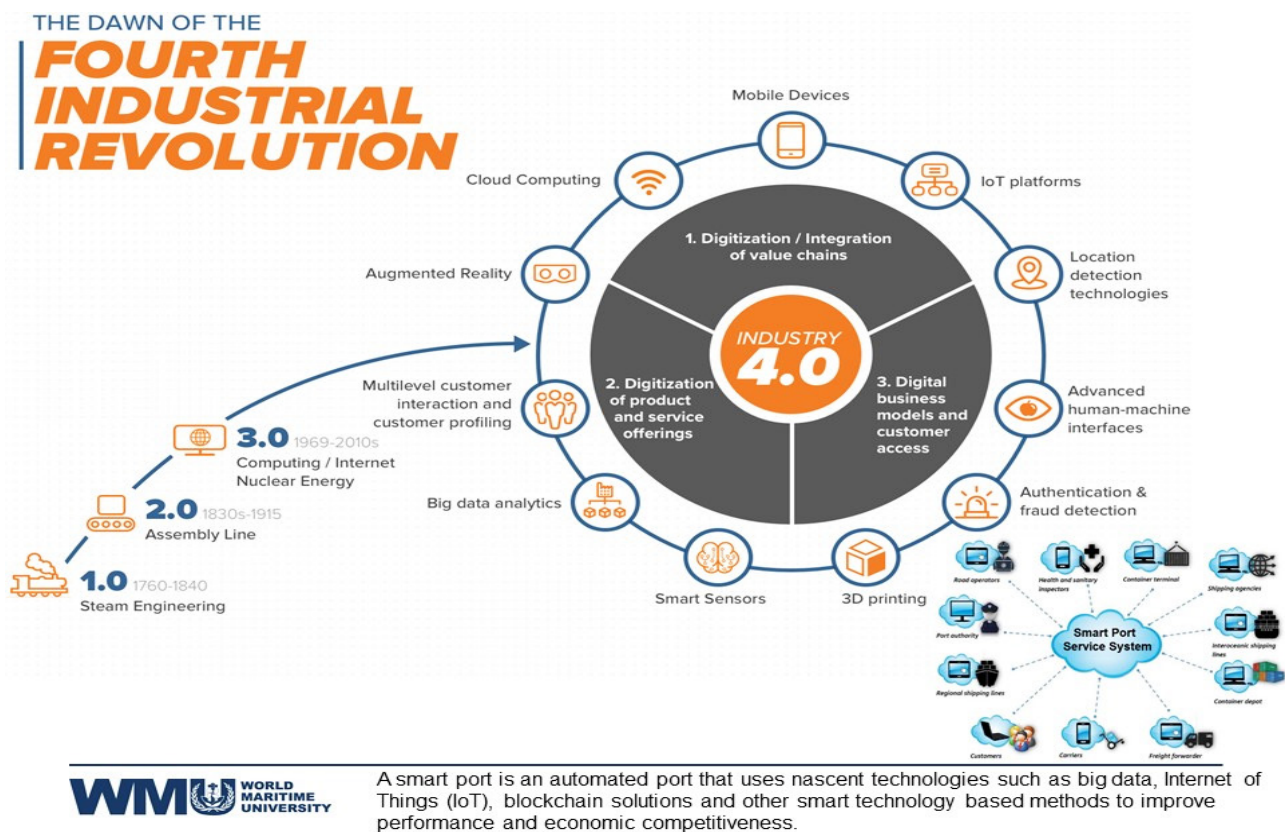 THE DAWN OF THE
FOURTH
INDUSTRIAL
REVOLUTION
Mobile Devices
Cloud Computing
IoT platforms
Augmented Reality
Location
detection
technologies
Multilevel customer
interaction and
customer profiling
Advanced
human-machine
interfaces
Big data analytics
Authentication &
fraud detection
Smart Sensors
3D printing
1. Digitization / Integration
of value chains
INDUSTRY
4.0
2. Digitization
of product
and service
offerings
3. Digital
business
models and
customer
access
3.0 1969-2010s
Computing / Internet
Nuclear Energy
2.0 1830s-1915
Assembly Line
1.0 1760-1840
Steam Engineering
Road operators
Health and sanitary
inspectors
Container terminal
Shipping agencies
Port authority
Smart Port
Service System
Interoceanic shipping
lines
Regional shipping lines
Container depot
Customers
Carriers
Freight forwarder
WMU
WORLD
MARITIME
UNIVERSITY
A smart port is an automated port that uses nascent technologies such as big data, Internet of
Things (IoT), blockchain solutions and other smart technology based methods to improve
performance and economic competitiveness.